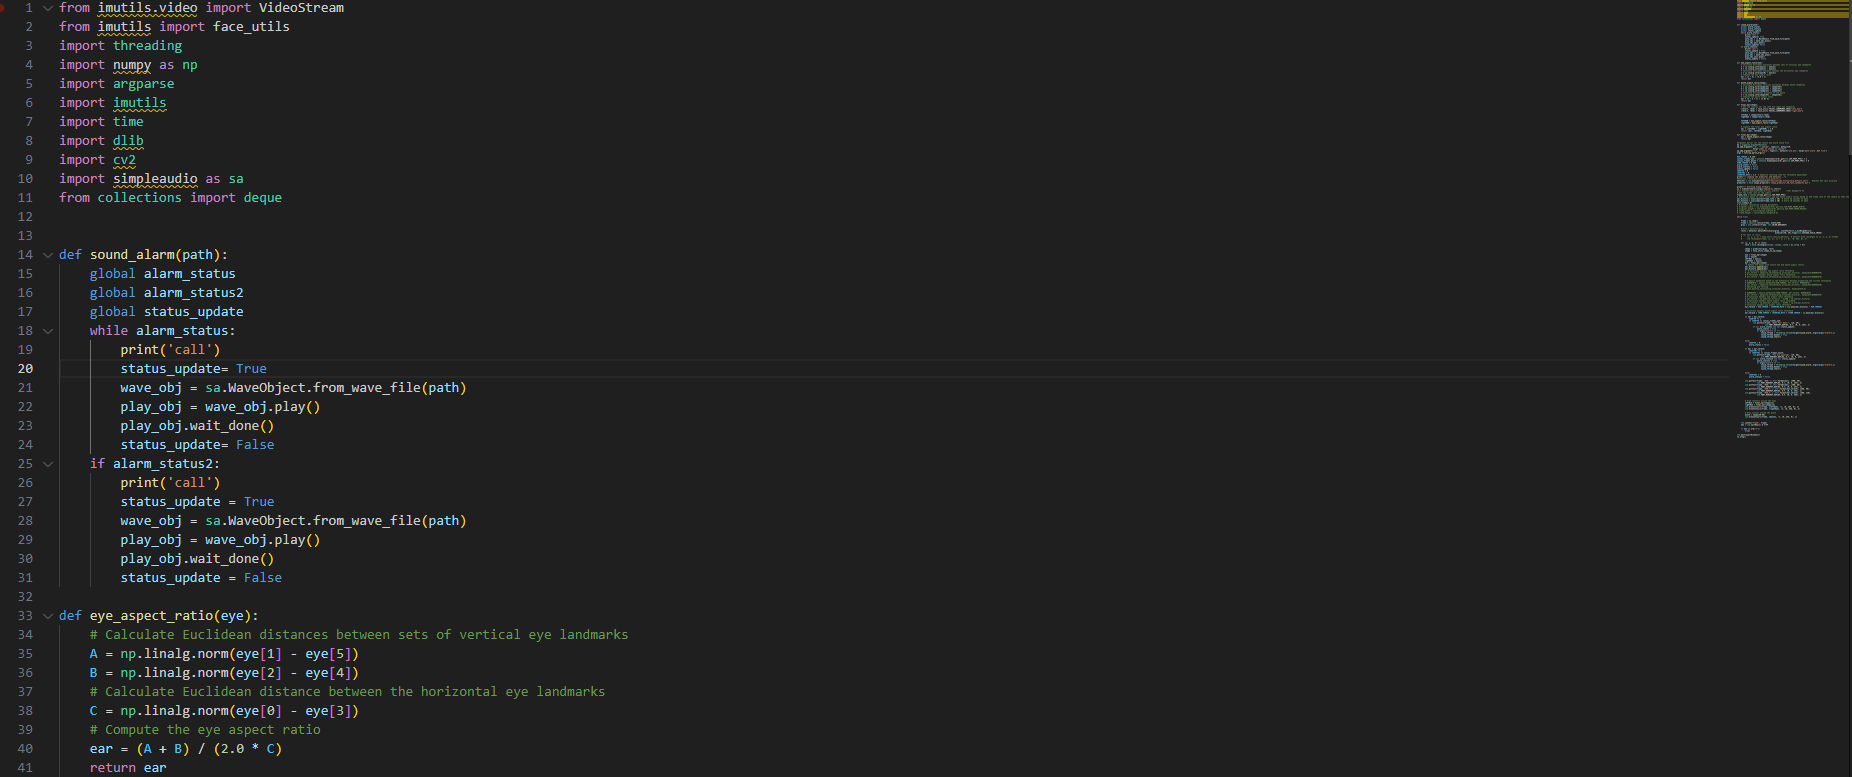 1 from imutils.video import VideoStream
2 from imutils import face_utils
3 import threading
4 import numpy as np
5 import argparse
6 import imutils
7 import time
8 import dlib
9 import cv2
10 import simpleaudio as sa
11 from collections import deque
12
13
14 def sound_alarm(path):
15     global alarm_status
16     global alarm_status2
17     global status_update
18     while alarm_status:
19         print('call')
20         status_update= True
21         wave_obj = sa.WaveObject.from_wave_file(path)
22         play_obj = wave_obj.play()
23         play_obj.wait_done()
24         status_update= False
25     if alarm_status2:
26         print('call')
27         status_update = True
28         wave_obj = sa.WaveObject.from_wave_file(path)
29         play_obj = wave_obj.play()
30         play_obj.wait_done()
31         status_update = False
32
33 def eye_aspect_ratio(eye):
34     # Calculate Euclidean distances between sets of vertical eye landmarks
35     A = np.linalg.norm(eye[1] - eye[5])
36     B = np.linalg.norm(eye[2] - eye[4])
37     # Calculate Euclidean distance between the horizontal eye landmarks
38     C = np.linalg.norm(eye[0] - eye[3])
39     # Compute the eye aspect ratio
40     ear = (A + B) / (2.0 * C)
41     return ear